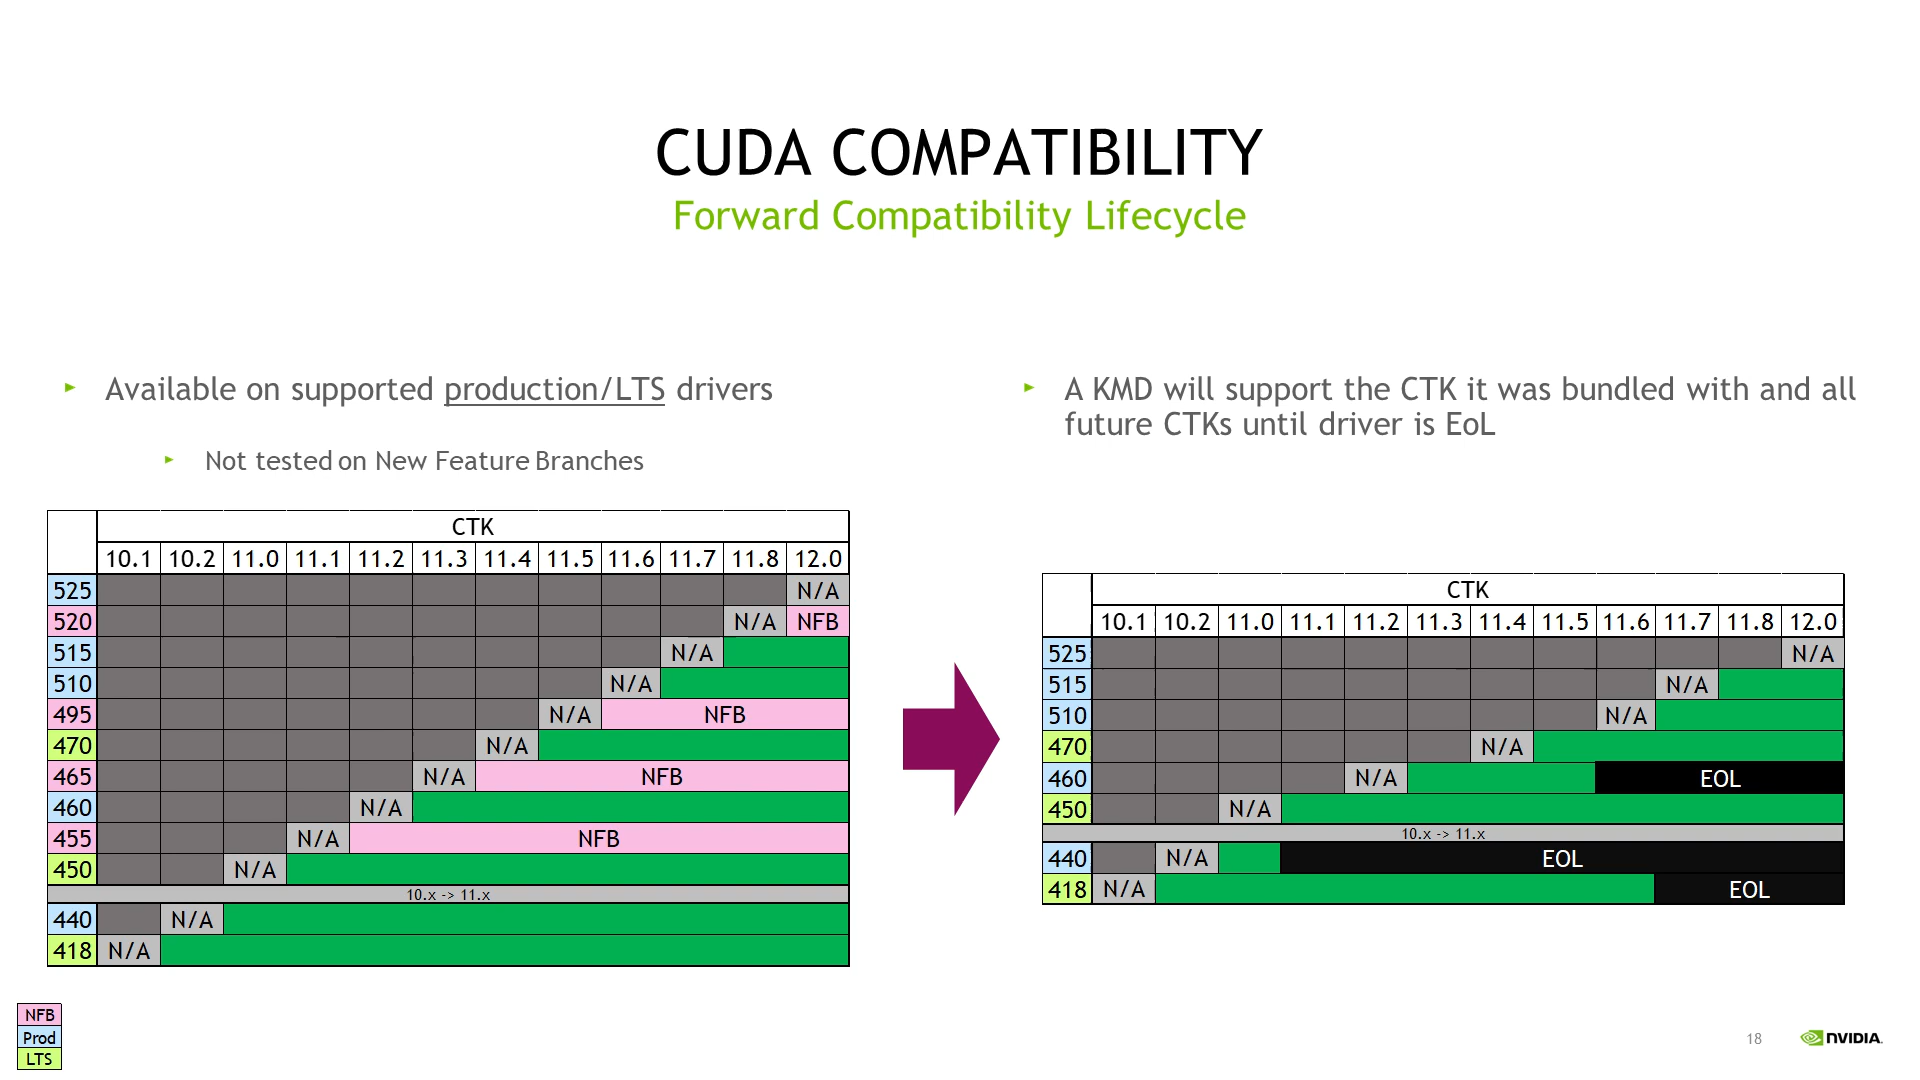 CUDA COMPATIBILITY
Forward Compatibility Lifecycle
Available on supported production/LTS drivers
Not tested on New Feature Branches
CTK
10.1 10.2 11.0 11.1 11.2 11.3 11.4 11.5 11.6 11.7 11.8 12.0
525 N/A
520 N/A NFB
515 N/A
510 N/A
495 N/A NFB
470 N/A
465 N/A NFB
460 N/A
455 N/A NFB
450 N/A
10.x -> 11.x
440 N/A
418 N/A
A KMD will support the CTK it was bundled with and all
future CTKs until driver is EoL
CTK
10.1 10.2 11.0 11.1 11.2 11.3 11.4 11.5 11.6 11.7 11.8 12.0
525 N/A
515 N/A
510 N/A
470 N/A
460 N/A EOL
450 N/A
10.x -> 11.x
440 N/A EOL
418 N/A EOL
NFB
Prod
LTS
18
NVIDIA.